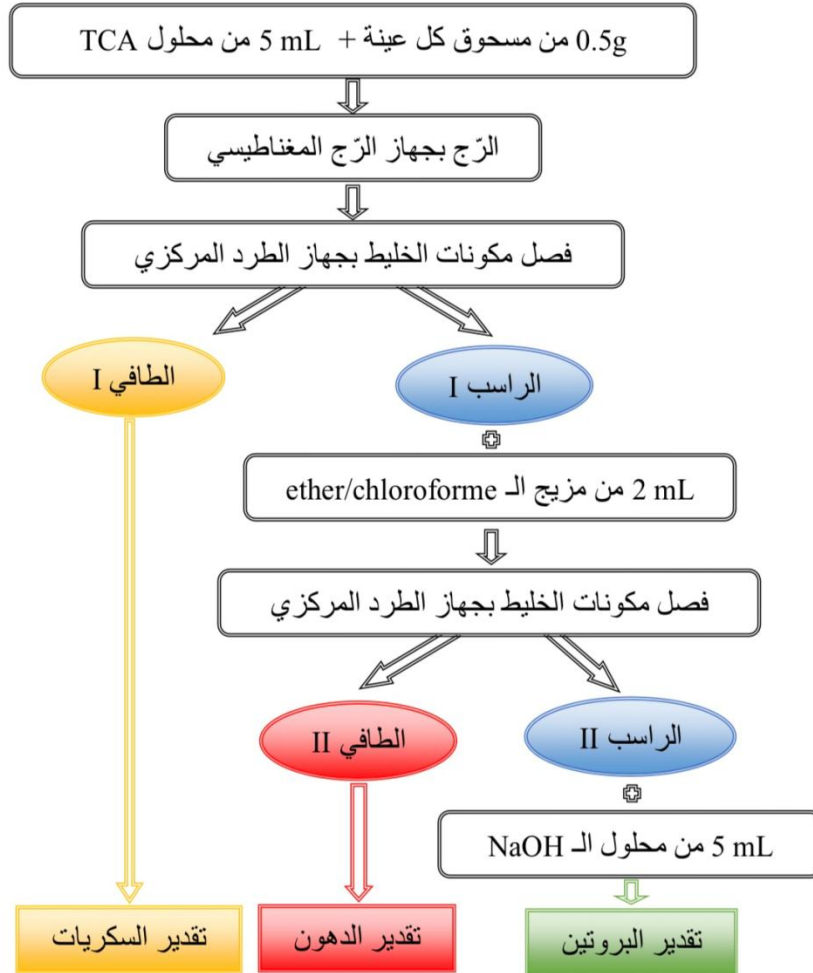 0.5g من مسحوق كل عينة + 5 mL من محلول TCA
الرّج بجهاز الرّج المغناطيسي
فصل مكونات الخليط بجهاز الطرد المركزي
الراسب I
الطافي I
2 mL من مزيج الـ ether/chloroforme
فصل مكونات الخليط بجهاز الطرد المركزي
الراسب II
الطافي II
5 mL من محلول الـ NaOH
تقدير البروتين
تقدير الدهون
تقدير السكريات